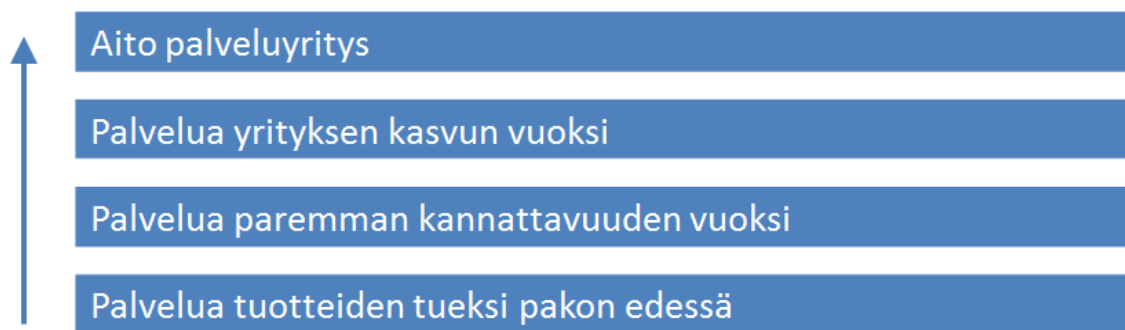 Aito palveluyritys
Palvelua yrityksen kasvun vuoksi
Palvelua paremman kannattavuuden vuoksi
Palvelua tuotteiden tueksi pakon edessä